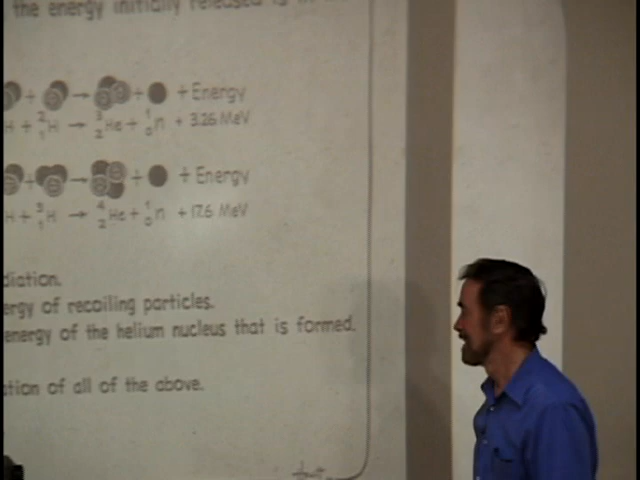 the energy initially released is in
+ → + + Energy
H + ²₁H → ³₂He + ¹₀n + 3.26 MeV
+ → + + Energy
H + ³₁H → ⁴₂He + ¹₀n + 17.6 MeV
diation.
ergy of recoiling particles.
energy of the helium nucleus that is formed.
ation of all of the above.